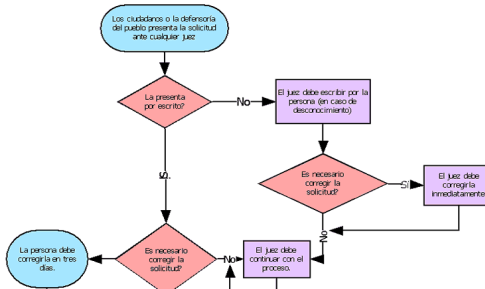 Los ciudadanos o la defensoría
del pueblo presenta la solicitud
ante cualquier juez
La presenta
por escrito?
No
El juez debe escribir por la
persona (en caso de
desconocimiento)
Si
Es necesario
corregir la
solicitud?
Si
El juez debe
corregirla
inmediatamente
No
La persona debe
corregirla en tres
días.
Es necesario
corregir la
solicitud?
No
El juez debe
continuar con el
proceso.